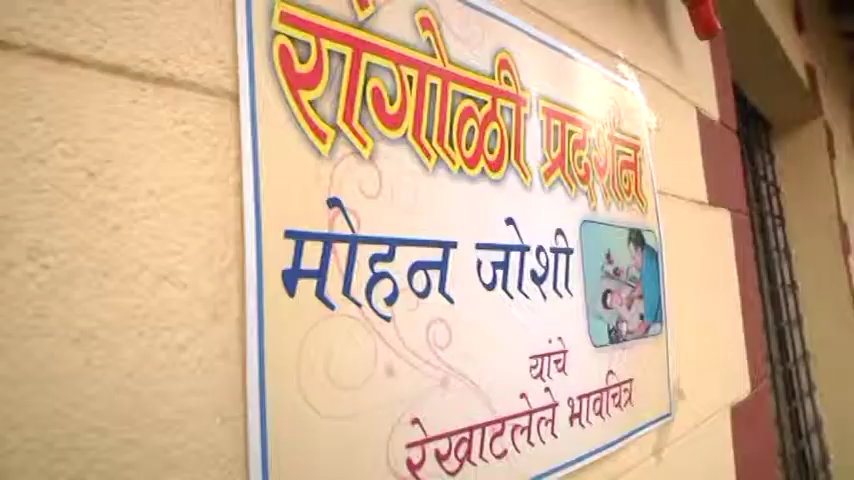 रांगोळी प्रदर्शन
मोहन जोशी
यांचे
रेखाटलेले भावचित्र